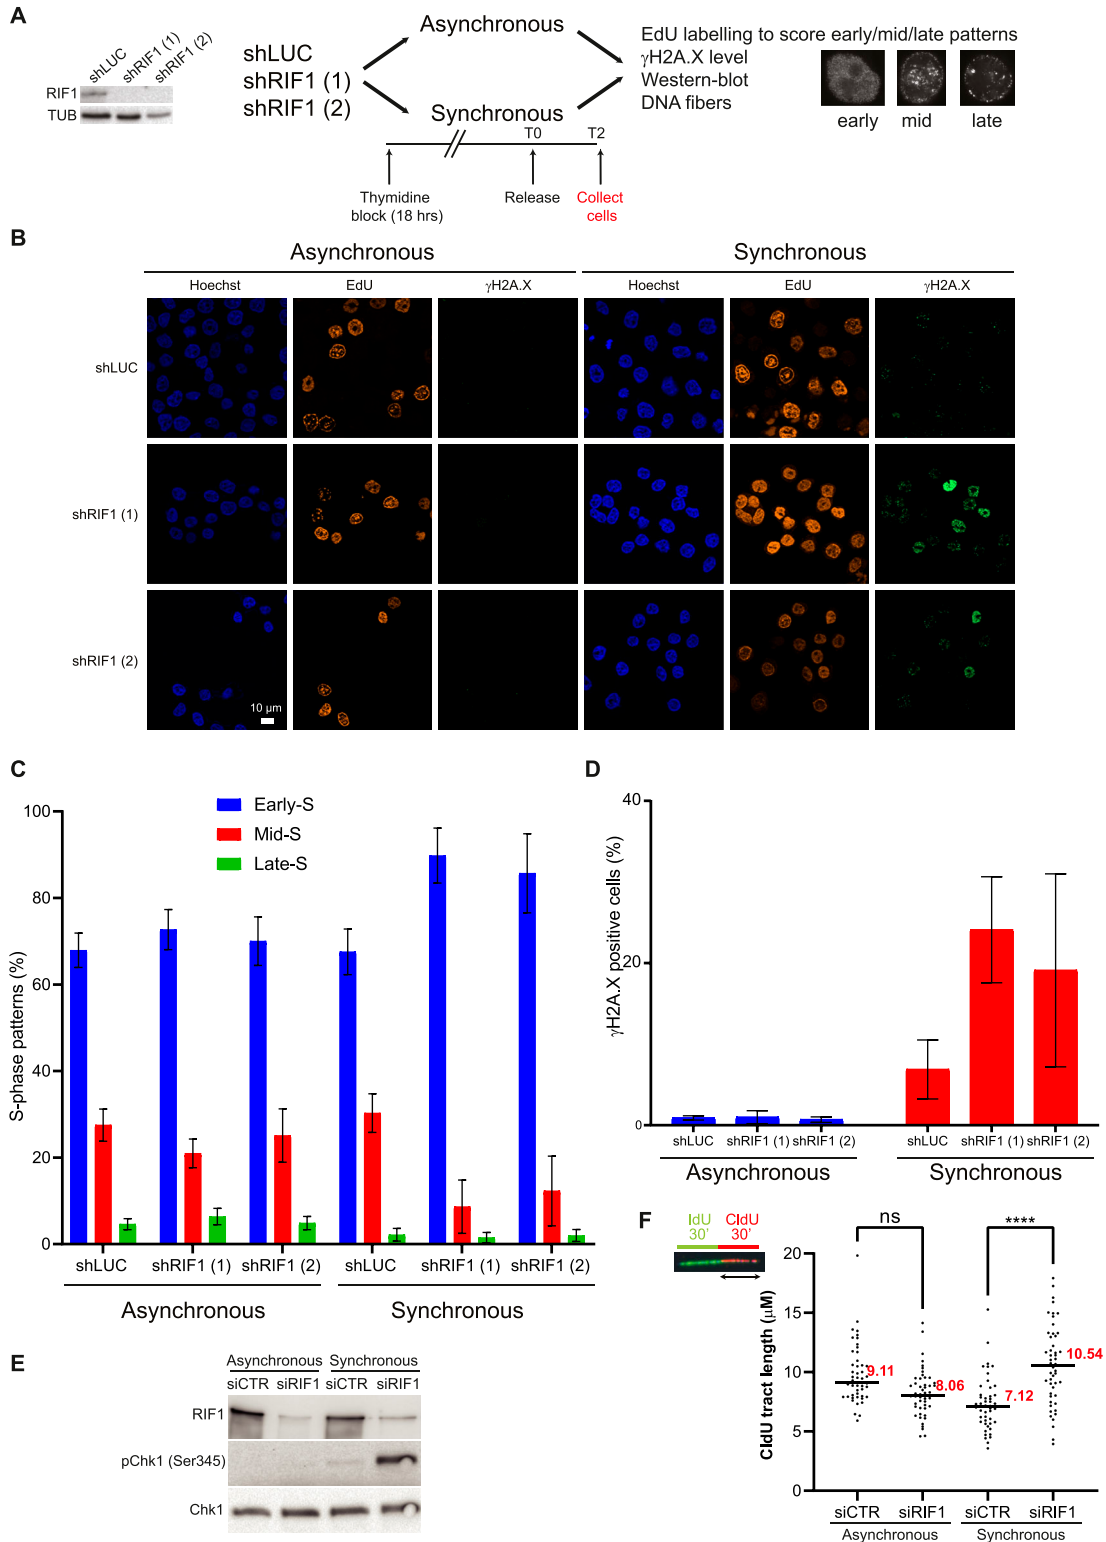 A
shLUC
shRIF1 (1)
shRIF1 (2)
RIF1
TUB
shLUC
shRIF1 (1)
shRIF1 (2)
Asynchronous
Synchronous
T0
T2
Thymidine
block (18 hrs)
Release
Collect
cells
EdU labelling to score early/mid/late patterns
γH2A.X level
Western-blot
DNA fibers
early
mid
late
B
Asynchronous
Synchronous
Hoechst
EdU
γH2A.X
Hoechst
EdU
γH2A.X
shLUC
shRIF1 (1)
shRIF1 (2)
10 µm
C
S-phase patterns (%)
100
80
60
40
20
0
Early-S
Mid-S
Late-S
shLUC
shRIF1 (1)
shRIF1 (2)
shLUC
shRIF1 (1)
shRIF1 (2)
Asynchronous
Synchronous
D
γH2A.X positive cells (%)
40
20
0
shLUC
shRIF1 (1)
shRIF1 (2)
shLUC
shRIF1 (1)
shRIF1 (2)
Asynchronous
Synchronous
E
Asynchronous
Synchronous
siCTR
siRIF1
siCTR
siRIF1
RIF1
pChk1 (Ser345)
Chk1
F
IdU
30'
CldU
30'
ns
****
CldU tract length (µM)
20
15
10
5
0
9.11
8.06
7.12
10.54
siCTR
siRIF1
siCTR
siRIF1
Asynchronous
Synchronous